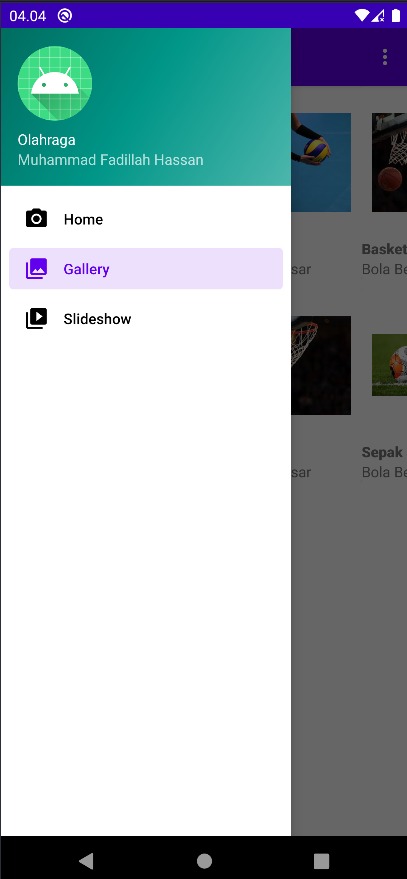 04.04
Olahraga
Muhammad Fadillah Hassan
Home
Gallery
Slideshow
sar
Basket
Bola Be
sar
Sepak
Bola Be